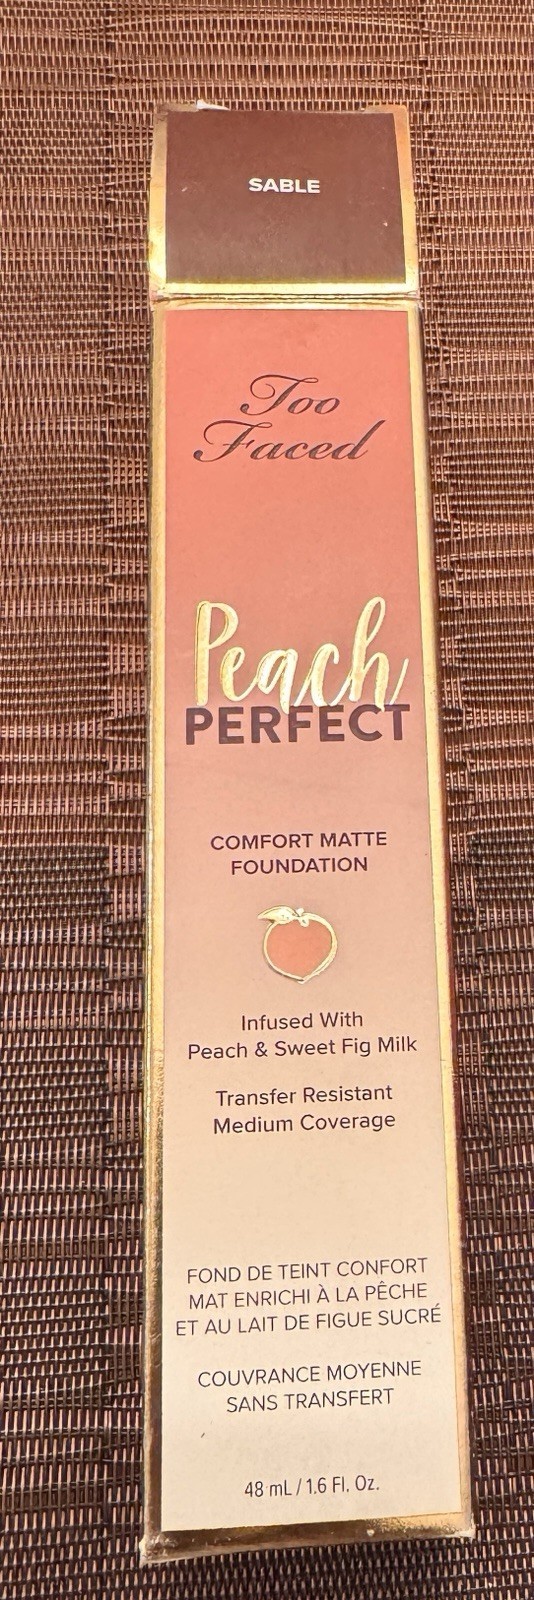 SABLE
Too
Faced
Peach
PERFECT
COMFORT MATTE
FOUNDATION
Infused With
Peach & Sweet Fig Milk
Transfer Resistant
Medium Coverage
FOND DE TEINT CONFORT
MAT ENRICHI À LA PÊCHE
ET AU LAIT DE FIGUE SUCRÉ
COUVRANCE MOYENNE
SANS TRANSFERT
48 mL / 1.6 Fl. Oz.